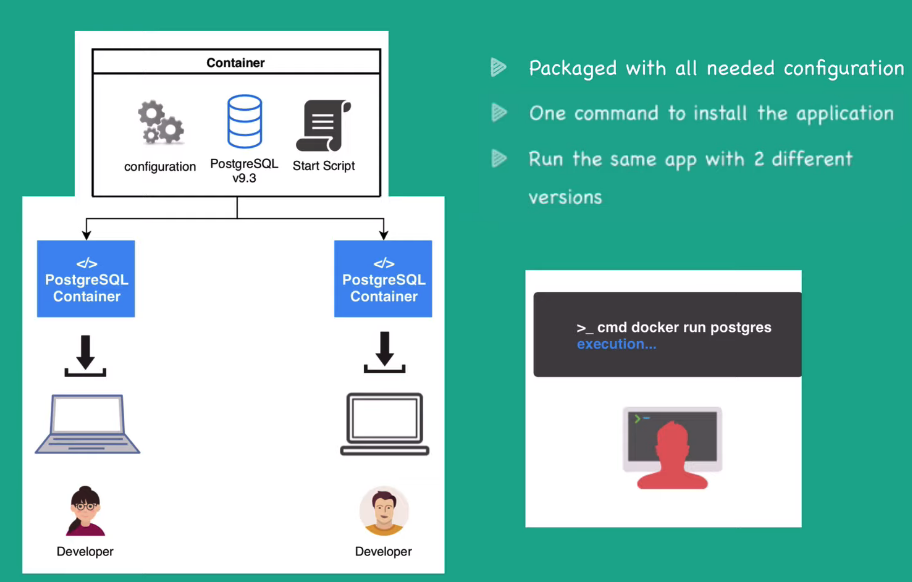 Container
configuration
PostgreSQL
v9.3
Start Script
</>
PostgreSQL
Container
</>
PostgreSQL
Container
Developer
Developer
Packaged with all needed configuration
One command to install the application
Run the same app with 2 different
versions
>_ cmd docker run postgres
execution...